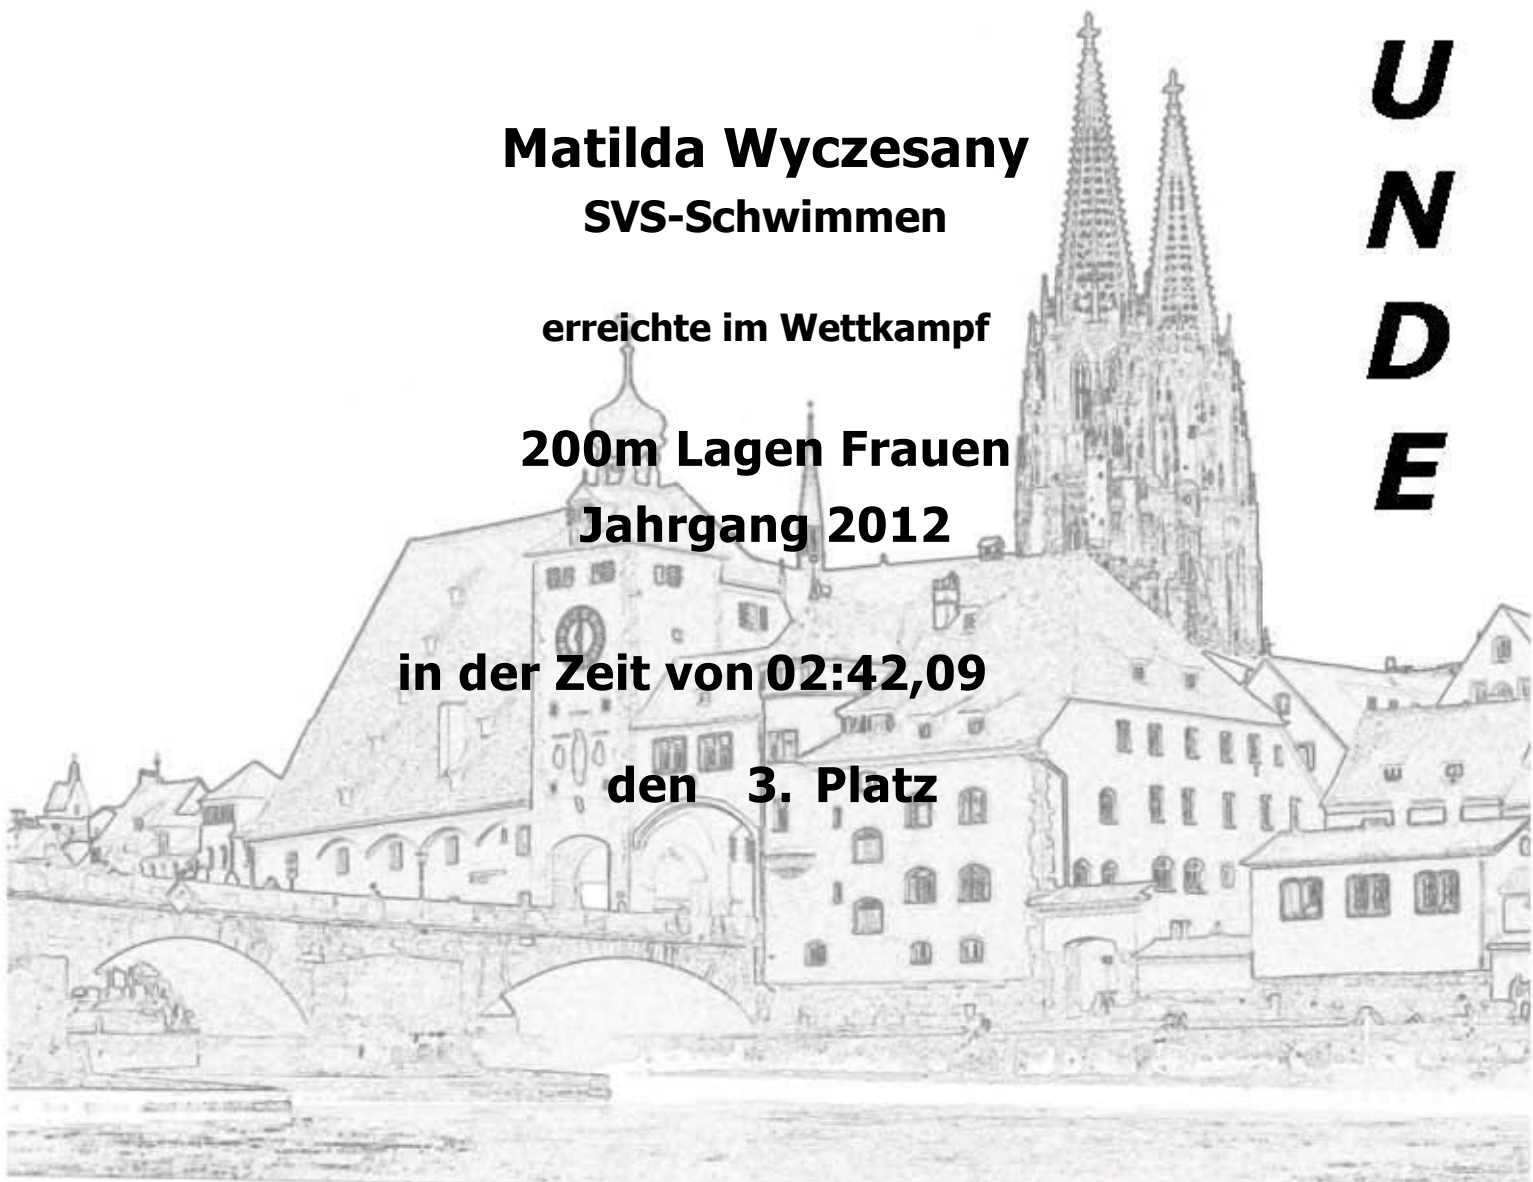 Matilda Wyczesany
SVS-Schwimmen
erreichte im Wettkampf
200m Lagen Frauen
Jahrgang 2012
in der Zeit von 02:42,09
den 3. Platz
U
N
D
E